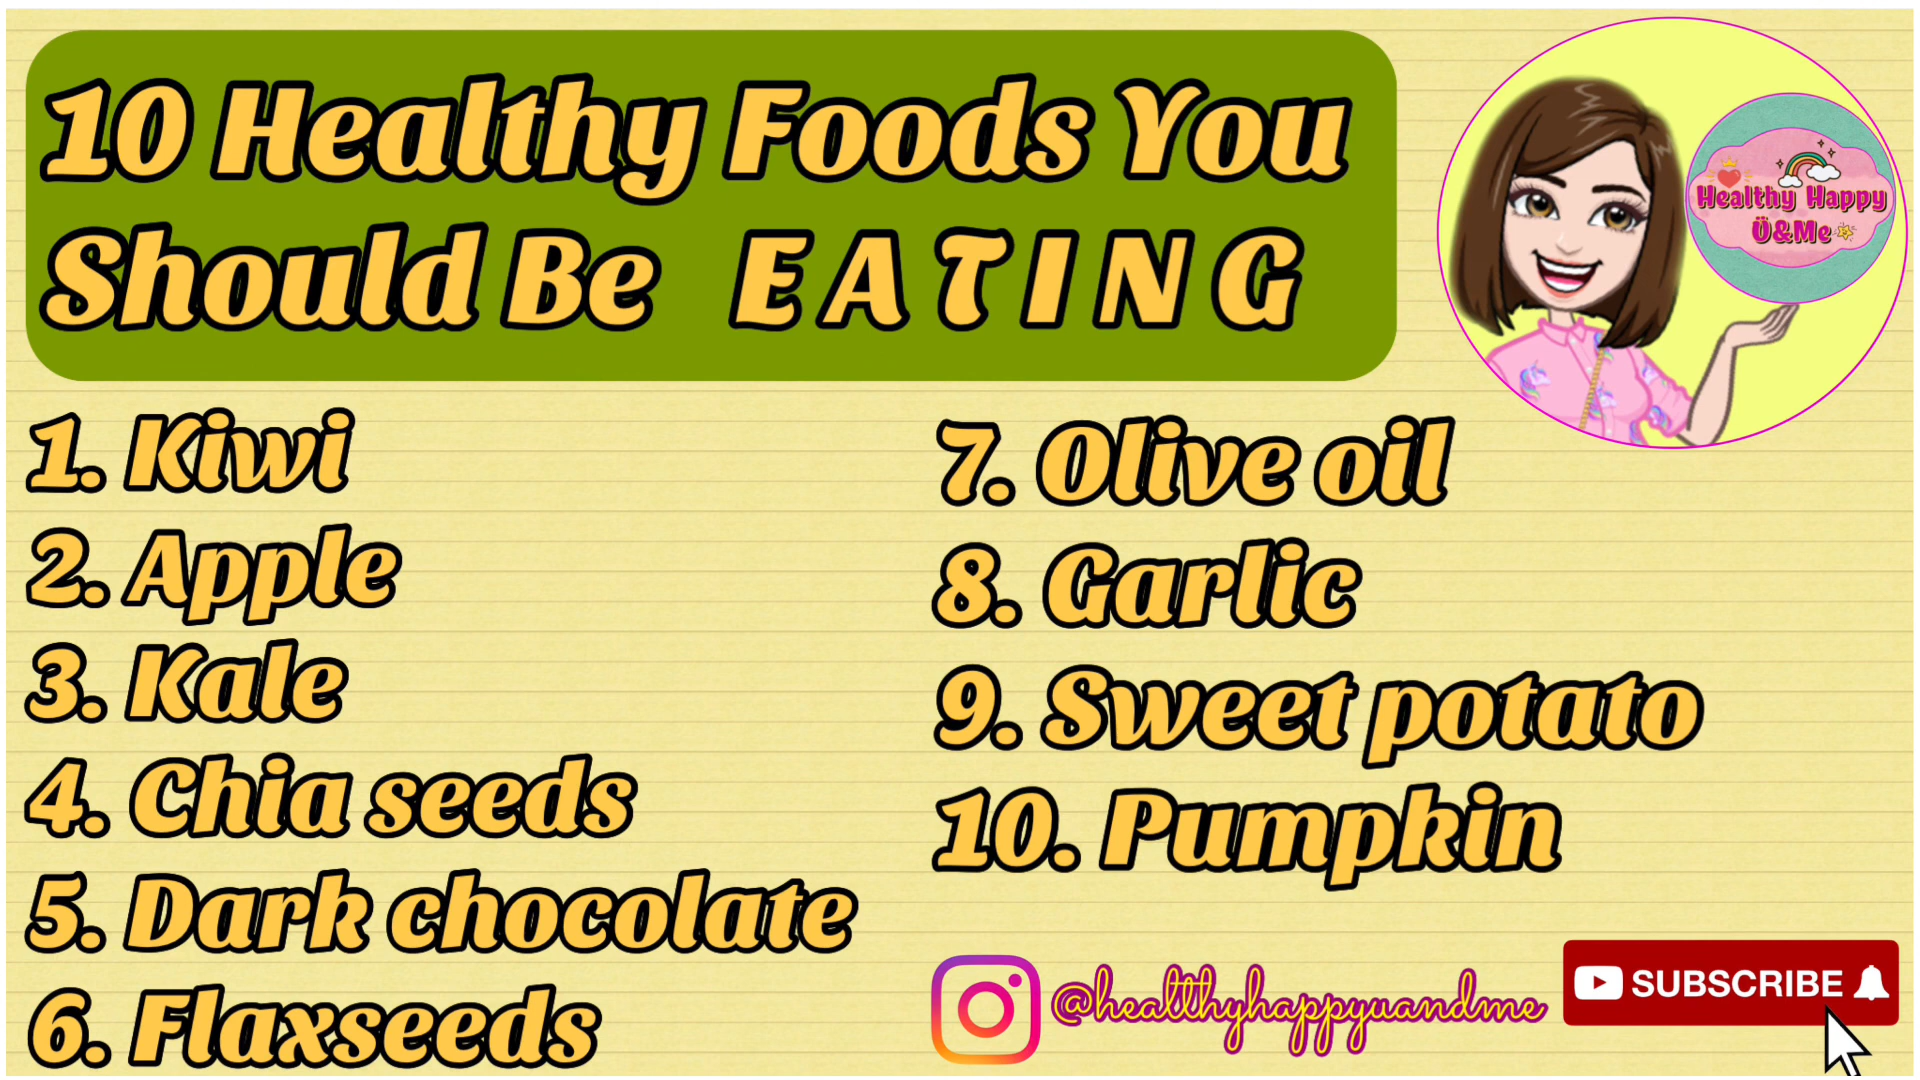 10 Healthy Foods You
Should Be EATING
Healthy Happy
Ü&Me
1. Kiwi
2. Apple
3. Kale
4. Chia seeds
5. Dark chocolate
6. Flaxseeds
7. Olive oil
8. Garlic
9. Sweet potato
10. Pumpkin
@healthyhappyuandme
SUBSCRIBE